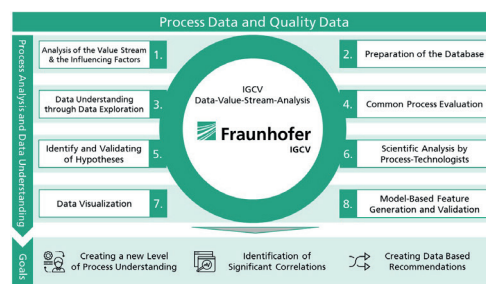 Process Data and Quality Data
Process Analysis and Data Understanding
Analysis of the Value Stream
& the Influencing Factors
1.
2.
Preparation of the Database
IGCV
Data-Value-Stream-Analysis
Data Understanding
through Data Exploration
3.
4.
Common Process Evaluation
Fraunhofer
IGCV
Identify and Validating
of Hypotheses
5.
6.
Scientific Analysis by
Process-Technologists
Data Visualization
7.
8.
Model-Based Feature
Generation and Validation
Goals
Creating a new Level
of Process Understanding
Identification of
Significant Correlations
Creating Data Based
Recommendations